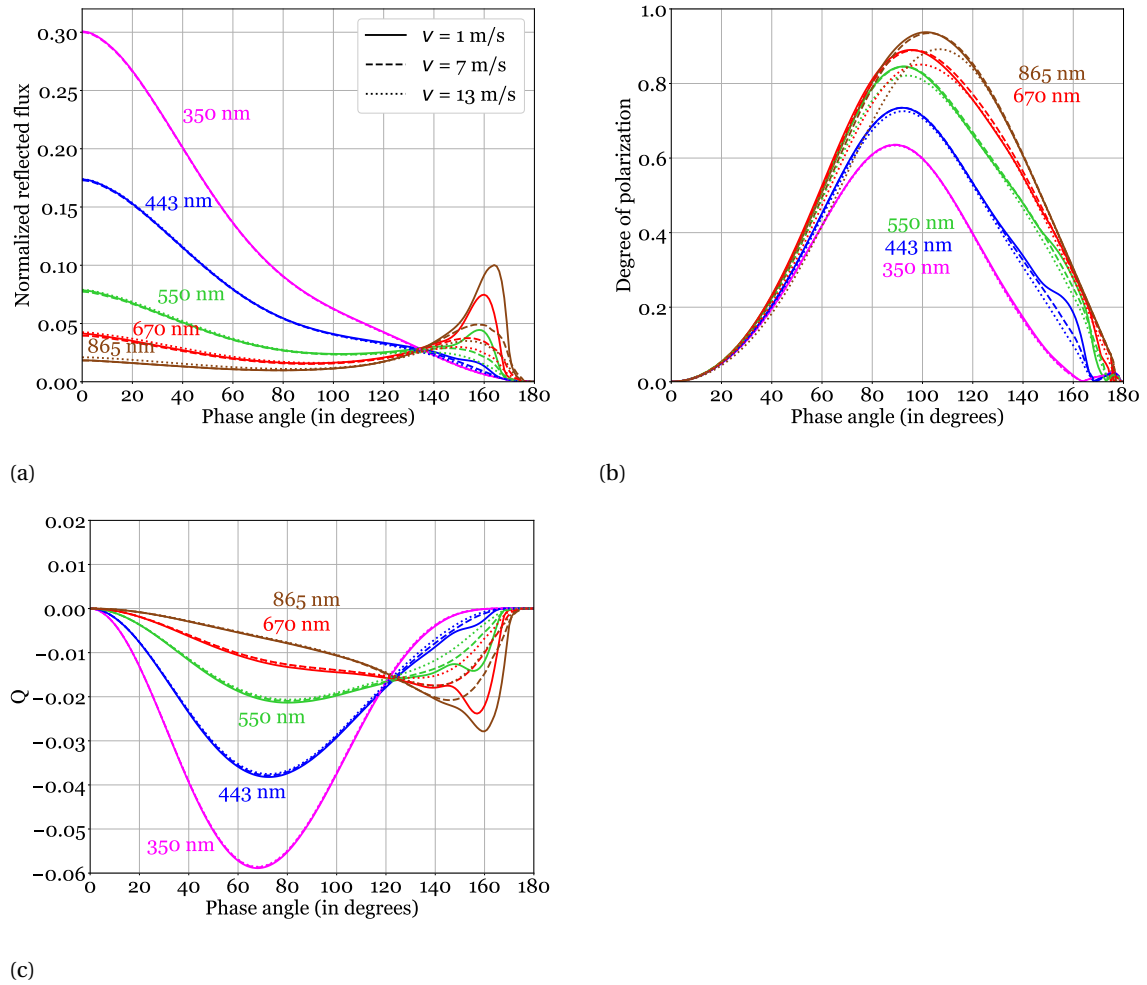 Normalized reflected flux
0.30
0.25
0.20
0.15
0.10
0.05
0.00
0 20 40 60 80 100 120 140 160 180
Phase angle (in degrees)
v = 1 m/s
v = 7 m/s
v = 13 m/s
350 nm
443 nm
550 nm
670 nm
865 nm
(a)
Degree of polarization
1.0
0.8
0.6
0.4
0.2
0.0
0 20 40 60 80 100 120 140 160 180
Phase angle (in degrees)
865 nm
670 nm
550 nm
443 nm
350 nm
(b)
Q
0.02
0.01
0.00
−0.01
−0.02
−0.03
−0.04
−0.05
−0.06
0 20 40 60 80 100 120 140 160 180
Phase angle (in degrees)
865 nm
670 nm
550 nm
443 nm
350 nm
(c)